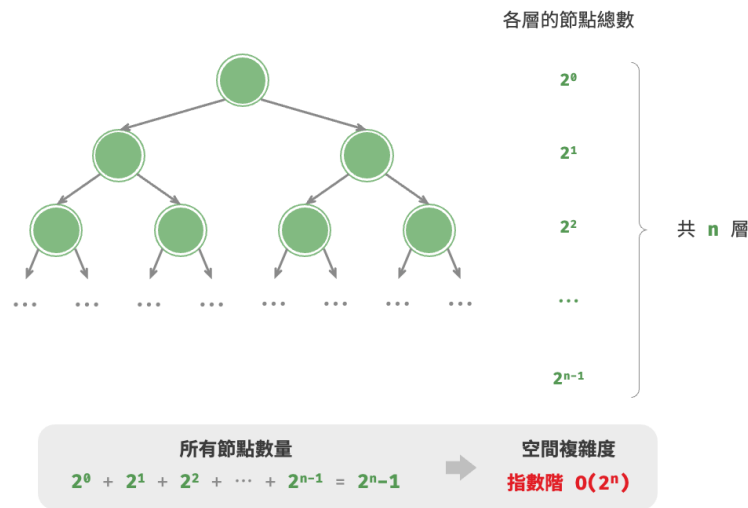 各層的節點總數
2⁰
2¹
2²
共 n 層
...
... ... ... ... ... ... ... ...
2ⁿ⁻¹
所有節點數量
2⁰ + 2¹ + 2² + ... + 2ⁿ⁻¹ = 2ⁿ-1
空間複雜度
指數階 O(2ⁿ)